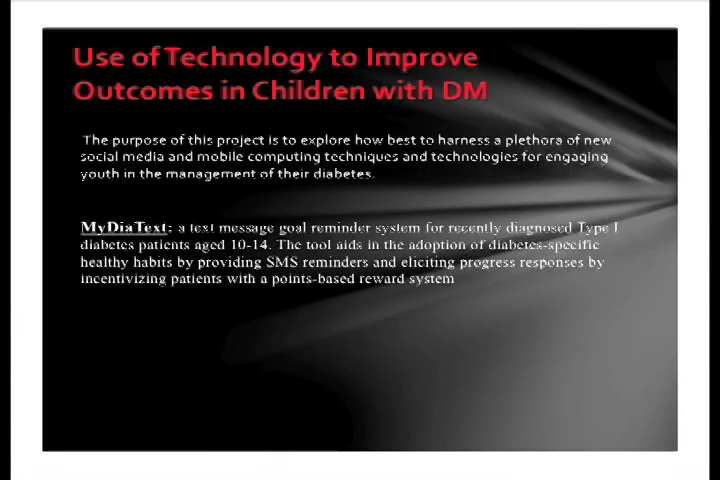 Use of Technology to Improve
Outcomes in Children with DM
The purpose of this project is to explore how best to harness a plethora of new
social media and mobile computing techniques and technologies for engaging
youth in the management of their diabetes.
MyDiaText: a text message goal reminder system for recently diagnosed Type I
diabetes patients aged 10-14. The tool aids in the adoption of diabetes-specific
healthy habits by providing SMS reminders and eliciting progress responses by
incentivizing patients with a points-based reward system